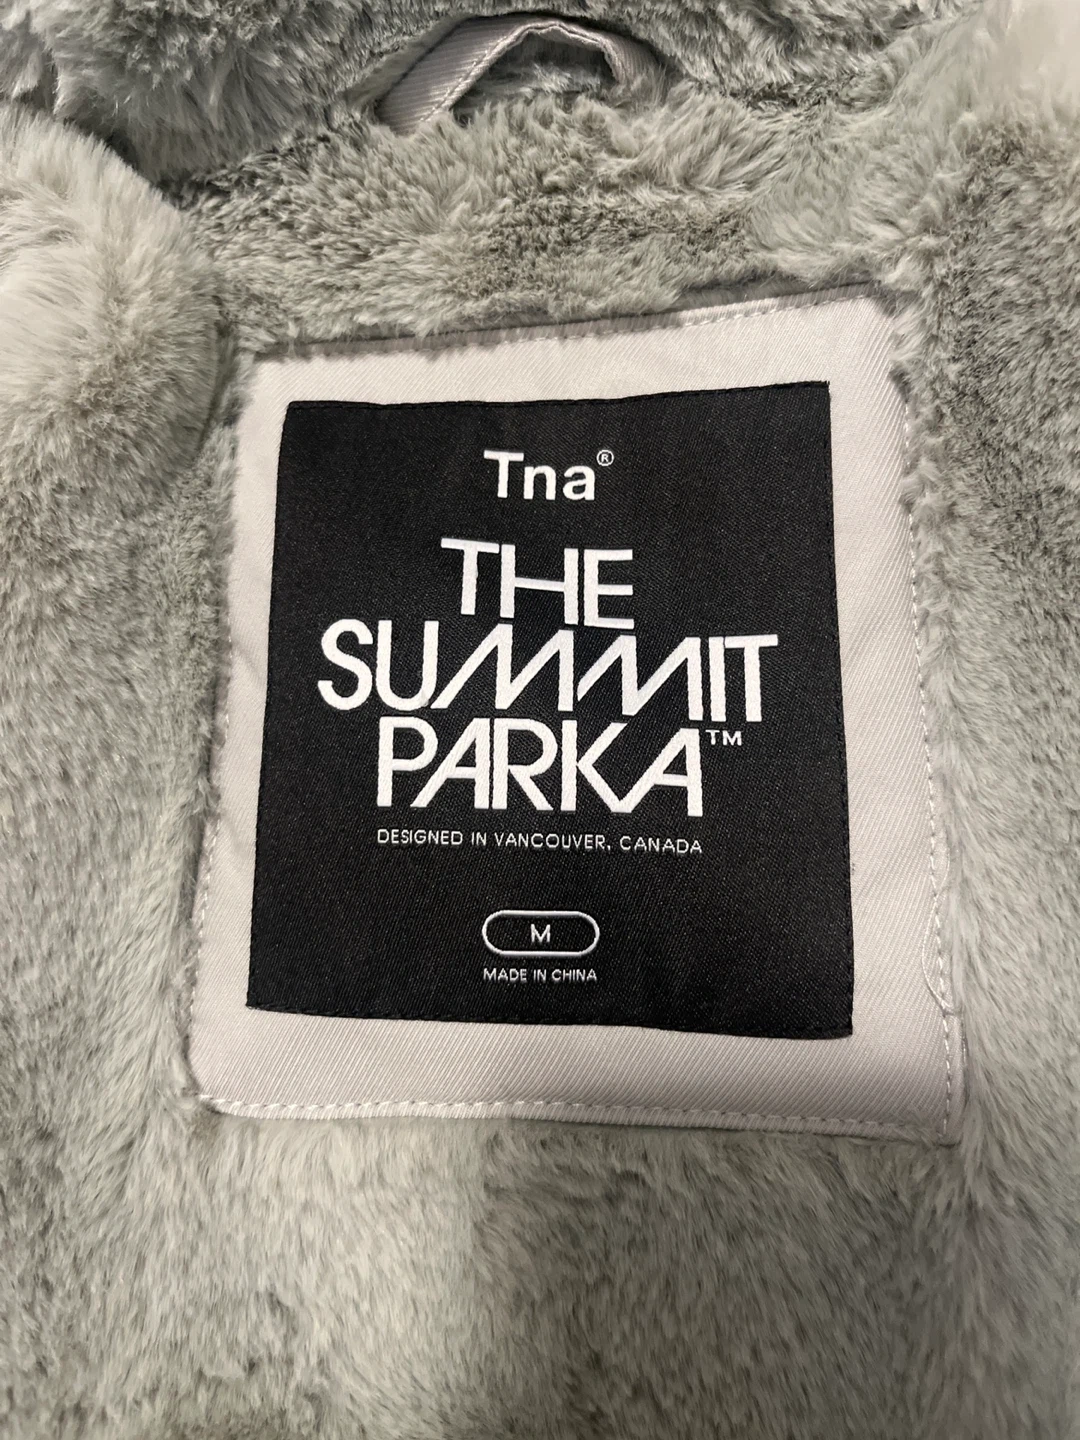 Tna®
THE
SUMMIT
PARKA™
DESIGNED IN VANCOUVER, CANADA
M
MADE IN CHINA